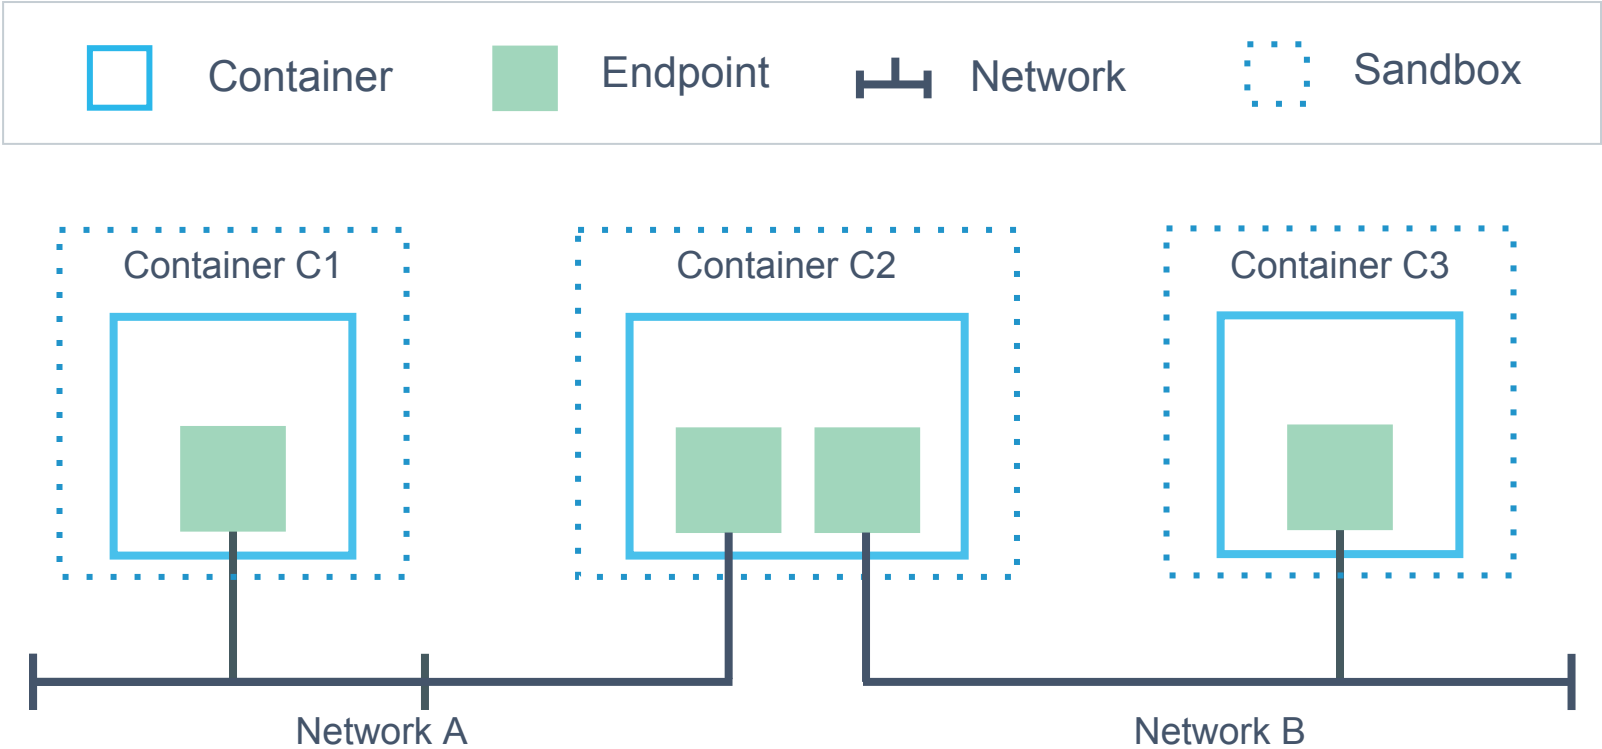 Container
Endpoint
Network
Sandbox
Container C1
Container C2
Container C3
Network A
Network B